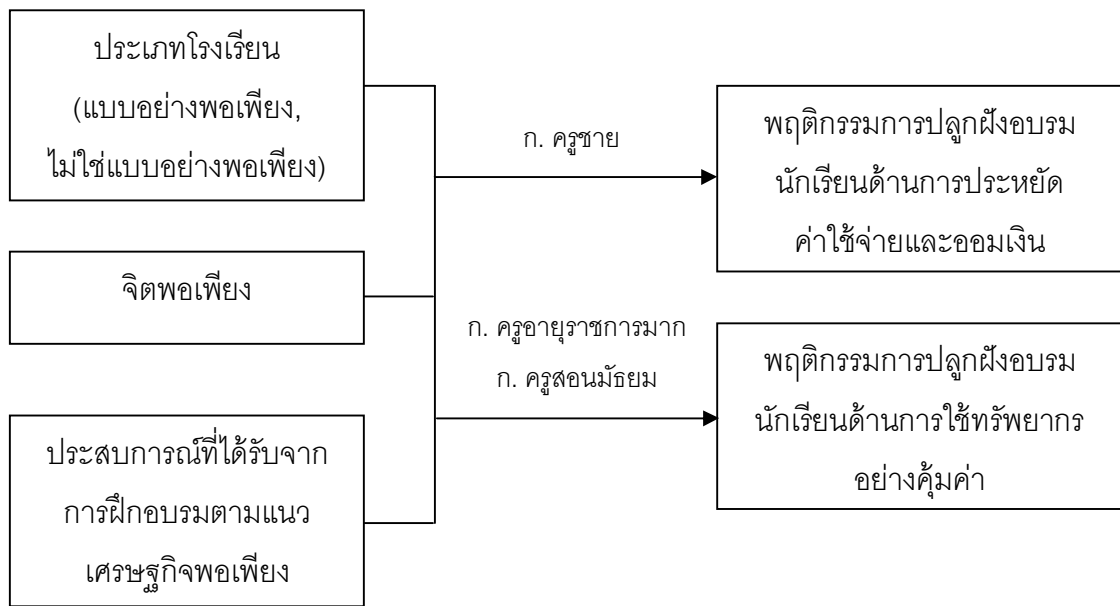 ประเภทโรงเรียน
(แบบอย่างพอเพียง,
ไม่ใช่แบบอย่างพอเพียง)
จิตพอเพียง
ประสบการณ์ที่ได้รับจาก
การฝึกอบรมตามแนว
เศรษฐกิจพอเพียง
ก. ครูชาย
ก. ครูอายุราชการมาก
ก. ครูสอนมัธยม
พฤติกรรมการปลูกฝังอบรม
นักเรียนด้านการประหยัด
ค่าใช้จ่ายและออมเงิน
พฤติกรรมการปลูกฝังอบรม
นักเรียนด้านการใช้ทรัพยากร
อย่างคุ้มค่า